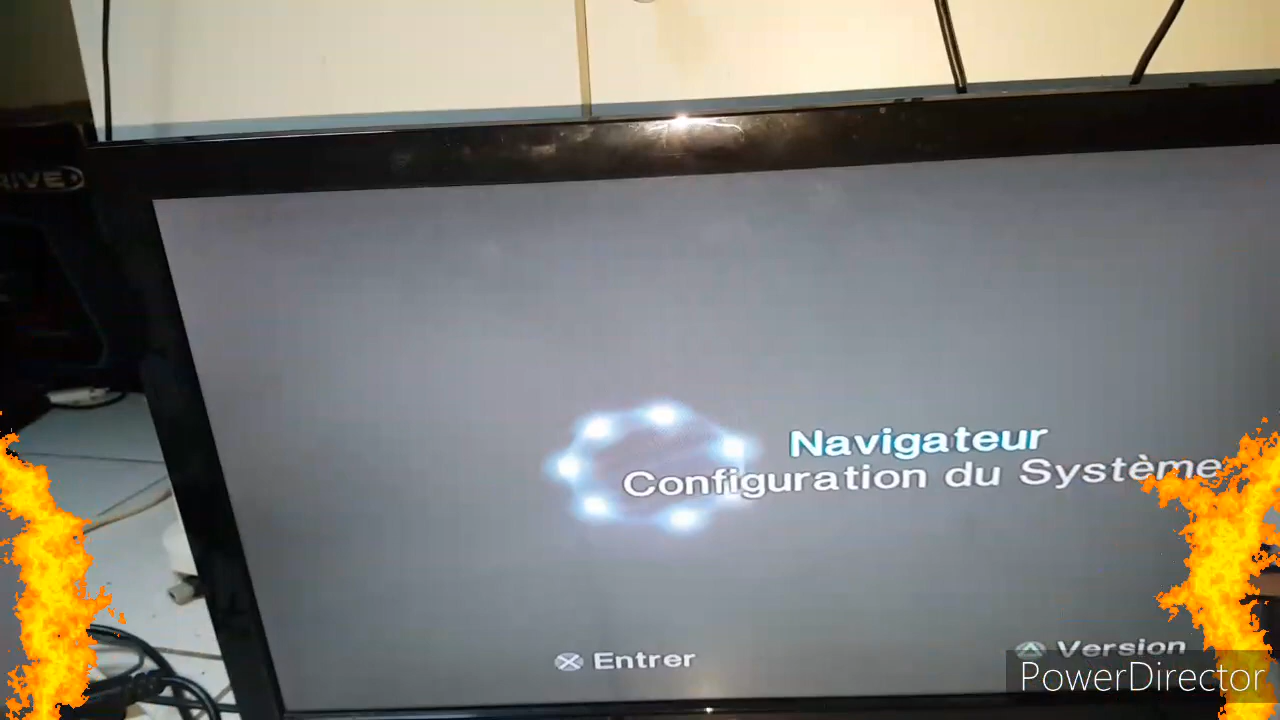 Navigateur
Configuration du Système
Entrer
Version
PowerDirector